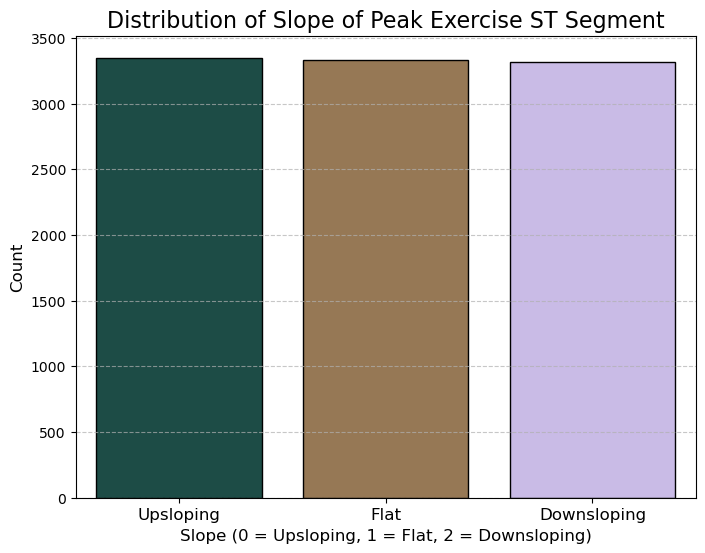 Distribution of Slope of Peak Exercise ST Segment
3500
3000
2500
2000
1500
1000
500
0
Count
Upsloping
Flat
Downsloping
Slope (0 = Upsloping, 1 = Flat, 2 = Downsloping)